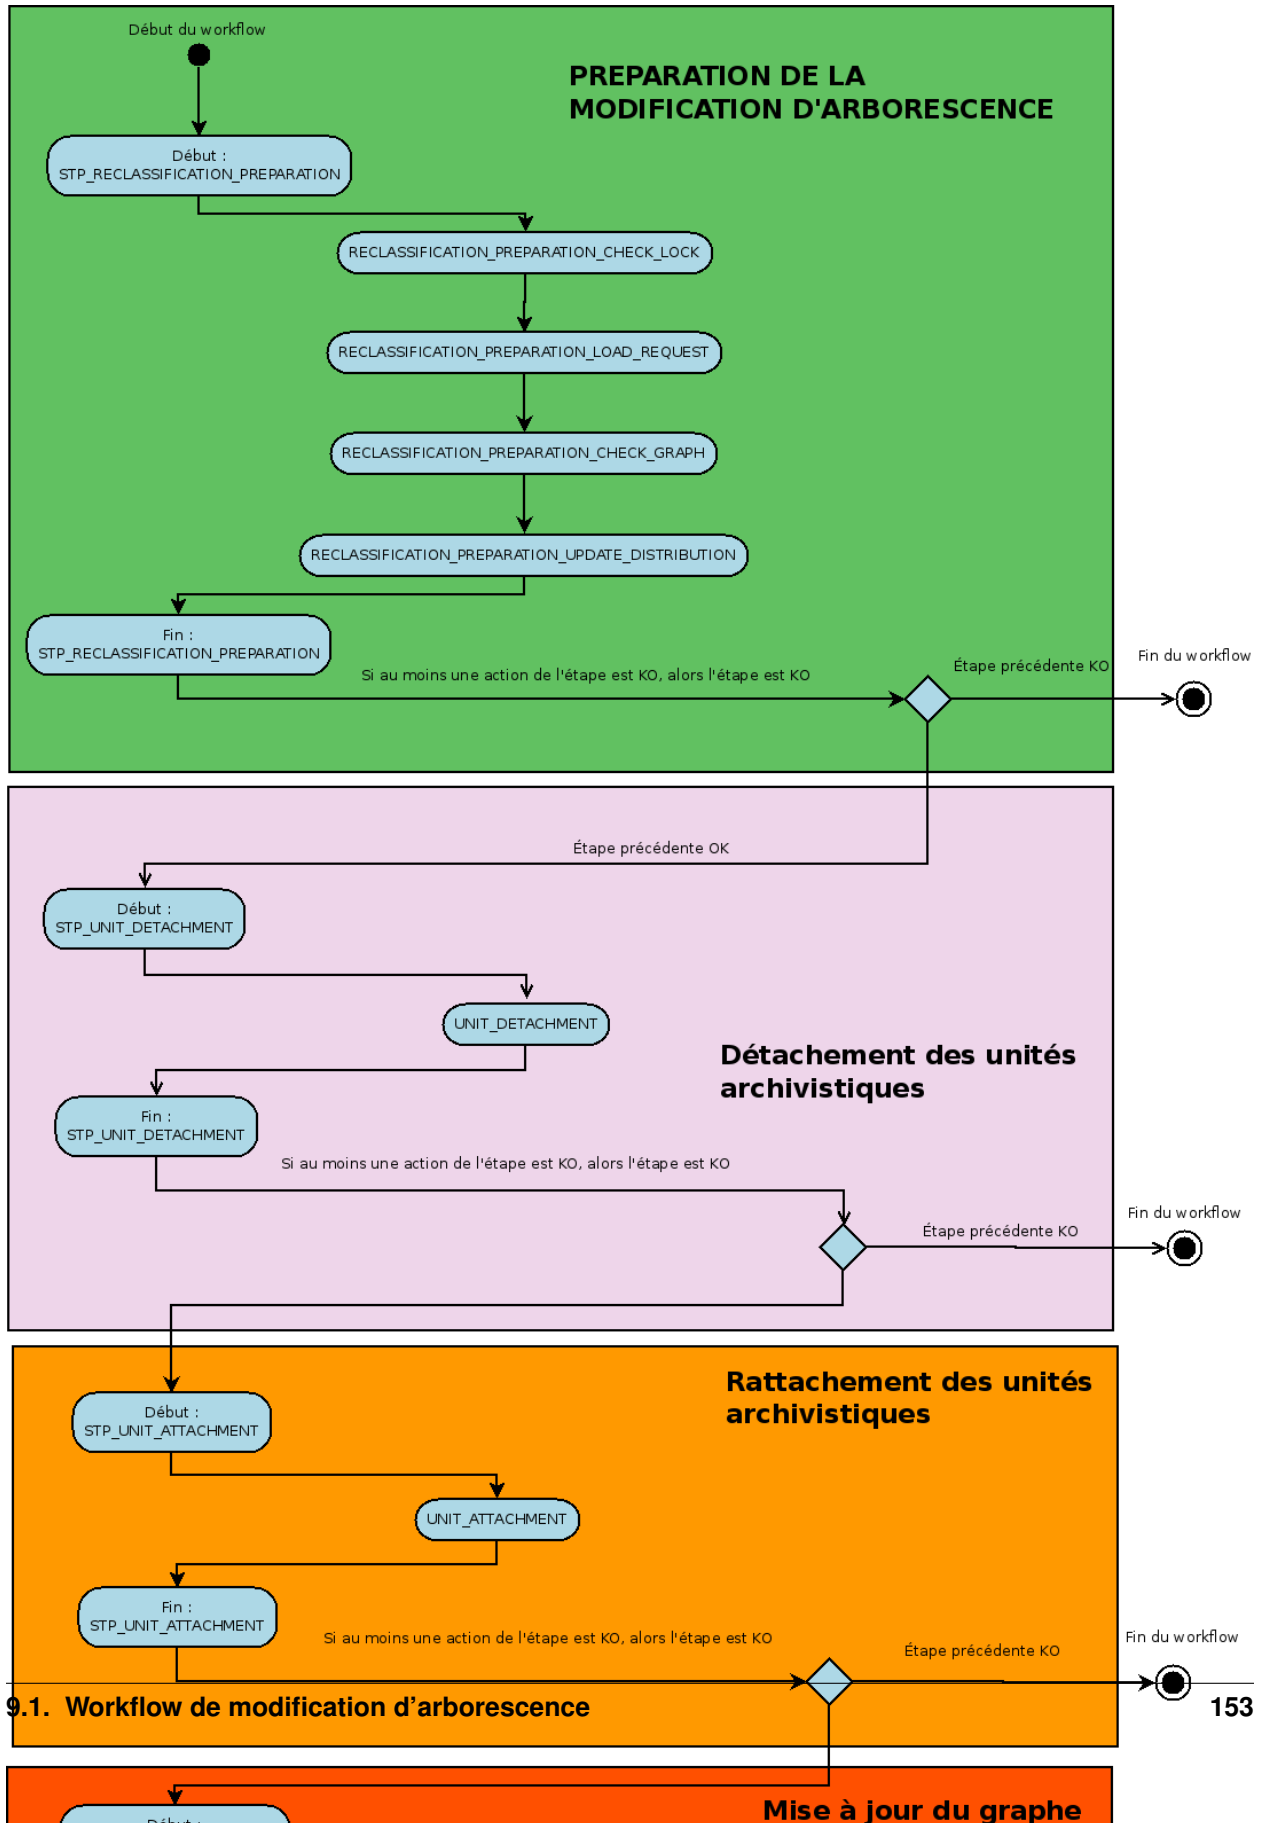 Début du workflow
PREPARATION DE LA
MODIFICATION D'ARBORESCENCE
Début :
STP_RECLASSIFICATION_PREPARATION
RECLASSIFICATION_PREPARATION_CHECK_LOCK
RECLASSIFICATION_PREPARATION_LOAD_REQUEST
RECLASSIFICATION_PREPARATION_CHECK_GRAPH
RECLASSIFICATION_PREPARATION_UPDATE_DISTRIBUTION
Fin :
STP_RECLASSIFICATION_PREPARATION
Si au moins une action de l'étape est KO, alors l'étape est KO
Étape précédente KO
Fin du workflow
Étape précédente OK
Début :
STP_UNIT_DETACHMENT
UNIT_DETACHMENT
Détachement des unités
archivistiques
Fin :
STP_UNIT_DETACHMENT
Si au moins une action de l'étape est KO, alors l'étape est KO
Étape précédente KO
Fin du workflow
Rattachement des unités
archivistiques
Début :
STP_UNIT_ATTACHMENT
UNIT_ATTACHMENT
Fin :
STP_UNIT_ATTACHMENT
Si au moins une action de l'étape est KO, alors l'étape est KO
Étape précédente KO
Fin du workflow
9.1. Workflow de modification d’arborescence
153
Mise à jour du graphe
Début :